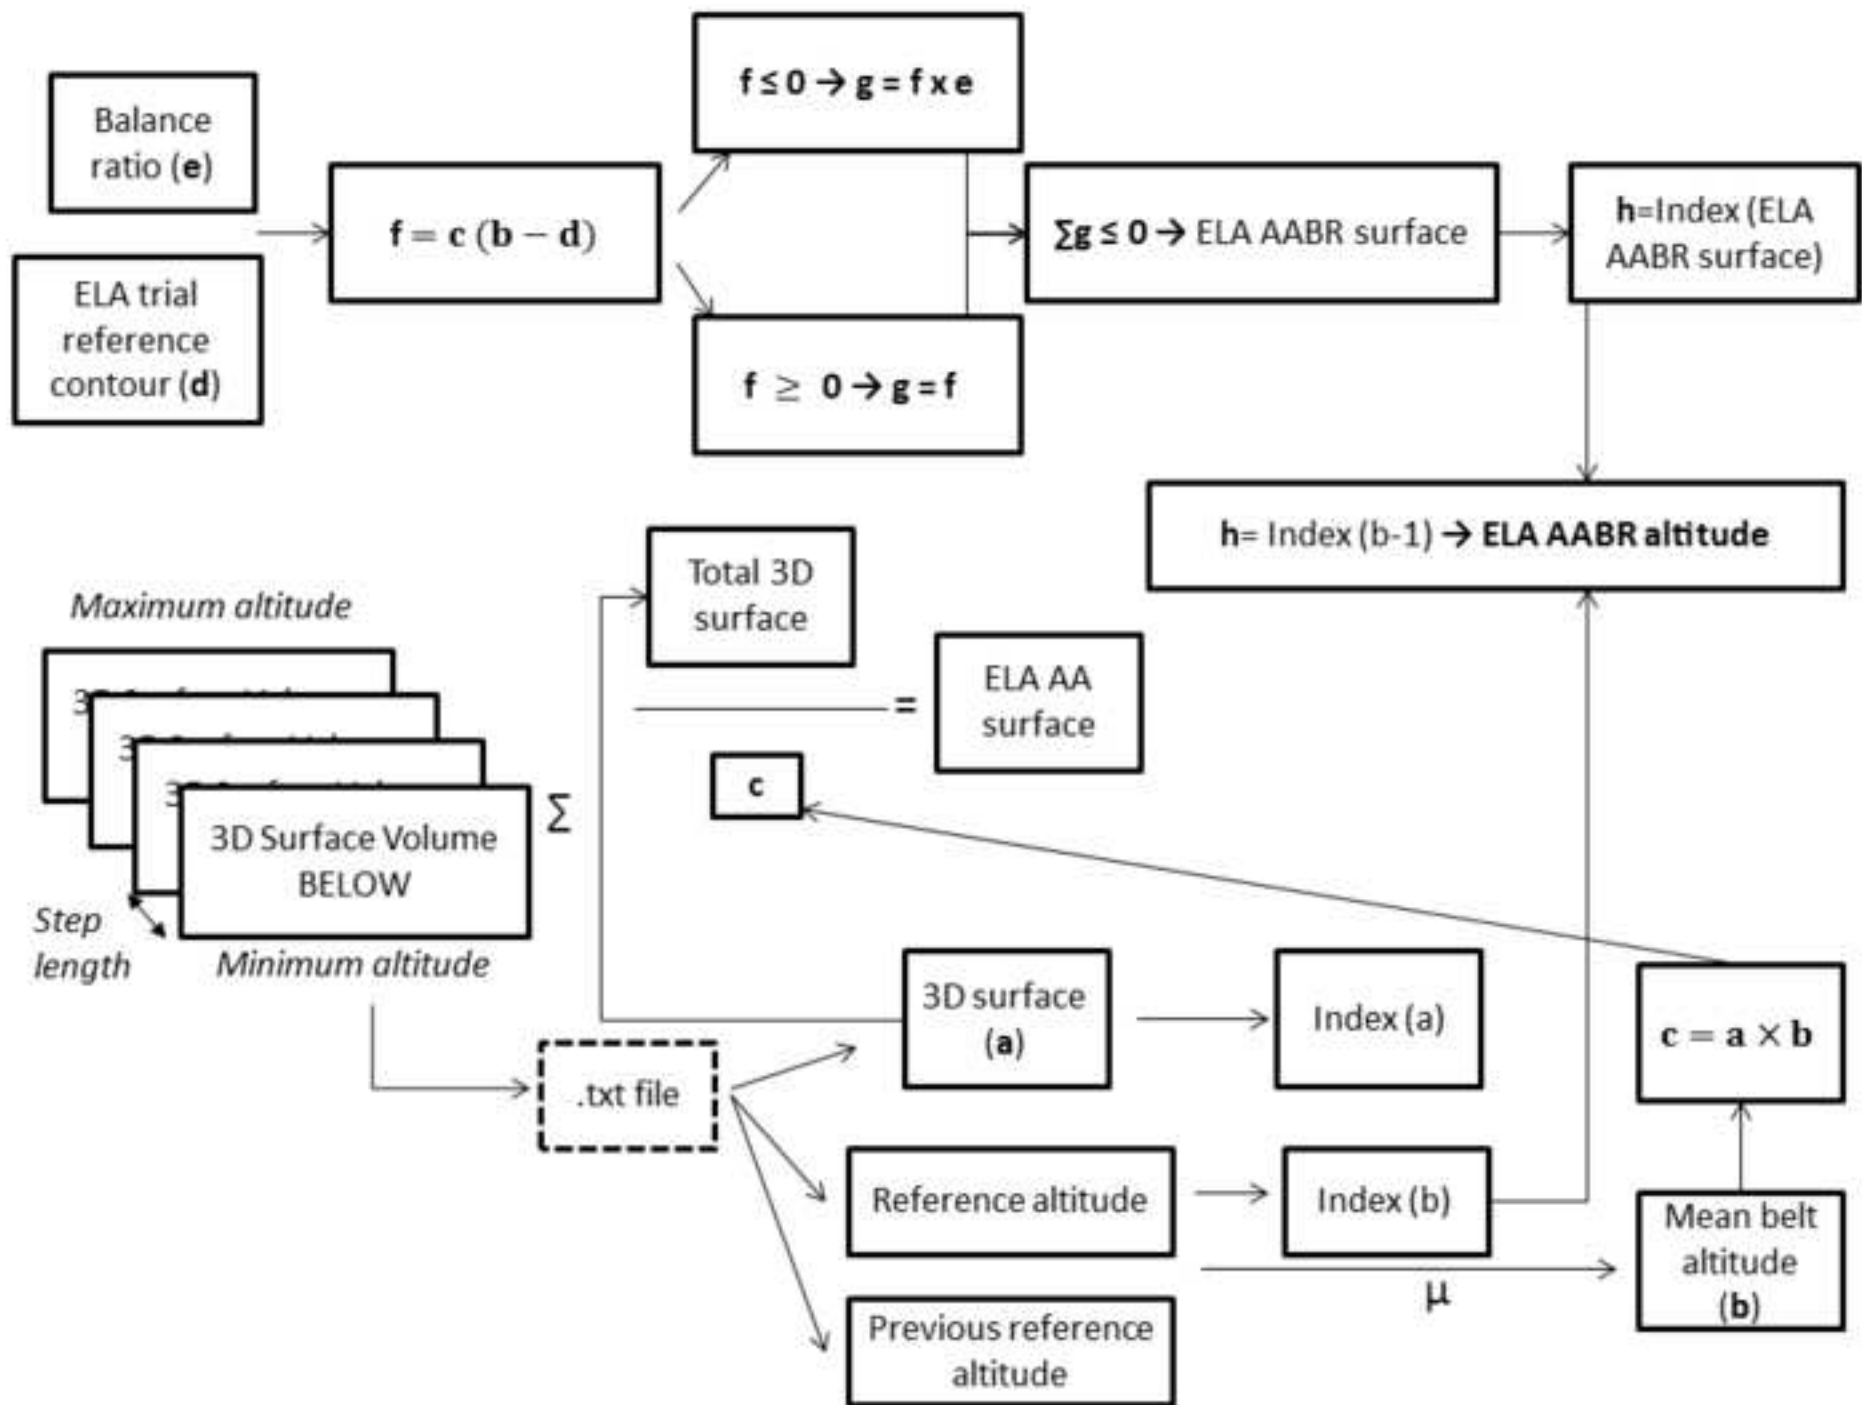 Balance
ratio (e)
ELA trial
reference
contour (d)
f = c (b − d)
f ≤ 0 → g = f x e
f ≥ 0 → g = f
∑g ≤ 0 → ELA AABR surface
h=Index (ELA
AABR surface)
h= Index (b-1) → ELA AABR altitude
Total 3D
surface
=
ELA AA
surface
c
Maximum altitude
3D Surface Volume
BELOW
∑
Step
length
Minimum altitude
.txt file
3D surface
(a)
Index (a)
c = a × b
Reference altitude
Index (b)
Mean belt
altitude
(b)
μ
Previous reference
altitude